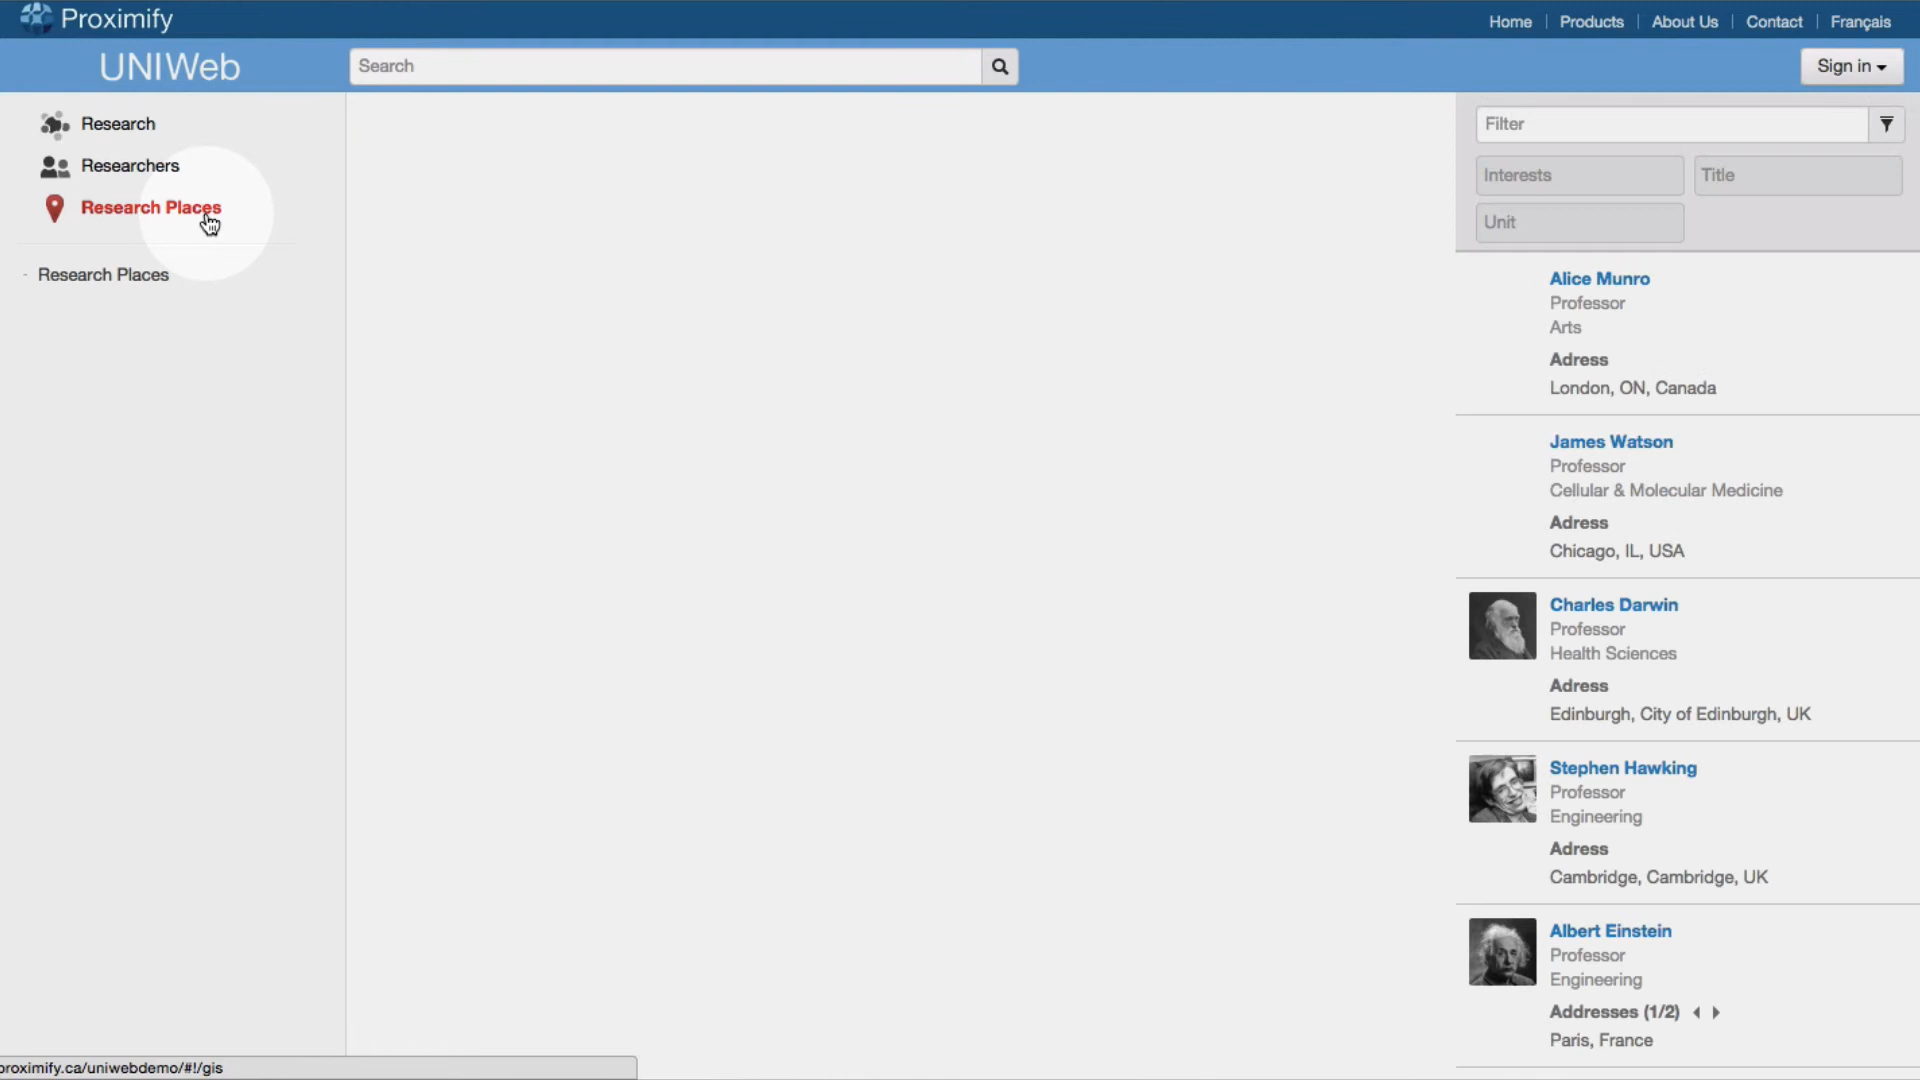 Proximify
Home
Products
About Us
Contact
Français
UNIWeb
Search
Sign in
Research
Researchers
Research Places
- Research Places
Filter
Interests
Title
Unit
Alice Munro
Professor
Arts
Adress
London, ON, Canada
James Watson
Professor
Cellular & Molecular Medicine
Adress
Chicago, IL, USA
Charles Darwin
Professor
Health Sciences
Adress
Edinburgh, City of Edinburgh, UK
Stephen Hawking
Professor
Engineering
Adress
Cambridge, Cambridge, UK
Albert Einstein
Professor
Engineering
Addresses (1/2)
Paris, France
proximify.ca/uniwebdemo/#!/gis